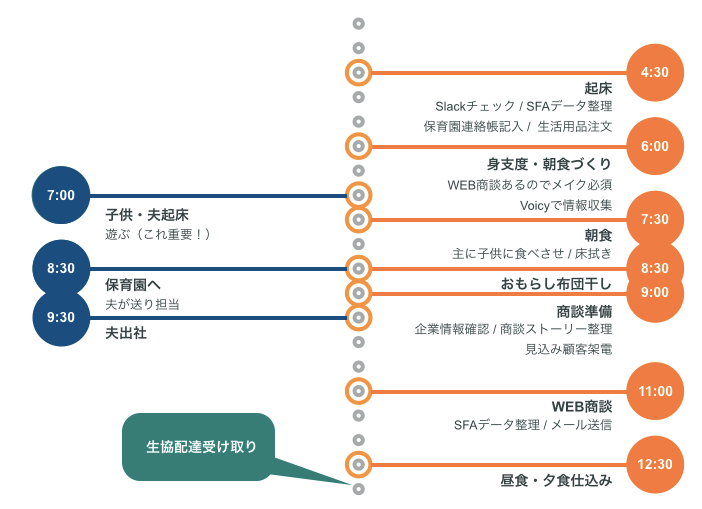 4:30
起床
Slackチェック / SFAデータ整理
保育園連絡帳記入 / 生活用品注文
6:00
身支度・朝食づくり
WEB商談あるのでメイク必須
Voicyで情報収集
7:00
子供・夫起床
遊ぶ（これ重要！）
7:30
朝食
主に子供に食べさせ / 床拭き
8:30
保育園へ
夫が送り担当
8:30
おもらし布団干し
9:00
商談準備
企業情報確認 / 商談ストーリー整理
見込み顧客架電
9:30
夫出社
11:00
WEB商談
SFAデータ整理 / メール送信
12:30
昼食・夕食仕込み
生協配達受け取り